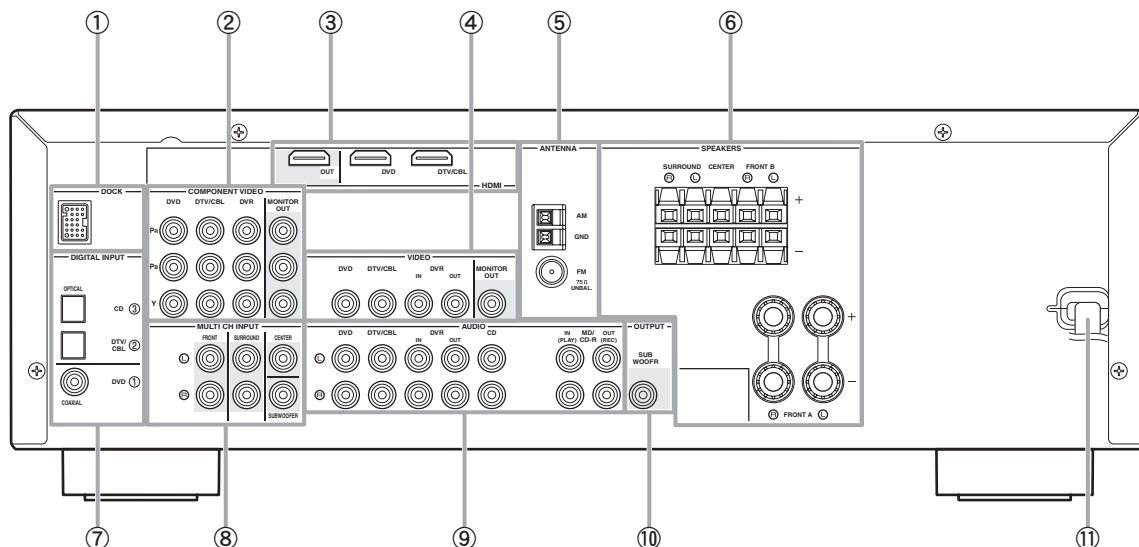 ① ② ③ ④ ⑤ ⑥
DOCK
COMPONENT VIDEO
DVD DTV/CBL DVR MONITOR OUT
PR
PB
Y
OUT DVD DTV/CBL
HDMI
ANTENNA
AM
GND
FM
75Ω
UNBAL.
SPEAKERS
SURROUND CENTER FRONT B
R L R L
+
–
DIGITAL INPUT
OPTICAL
CD ③
DTV/CBL ②
DVD ①
COAXIAL
VIDEO
DVD DTV/CBL DVR MONITOR OUT
IN OUT
MULTI CH INPUT
FRONT SURROUND CENTER
L
R
SUBWOOFER
AUDIO
DVD DTV/CBL DVR CD IN (PLAY) MD/CD-R OUT (REC)
IN OUT
L
R
OUTPUT
SUB
WOOFR
+
–
R FRONT A L
⑦ ⑧ ⑨ ⑩ ⑪